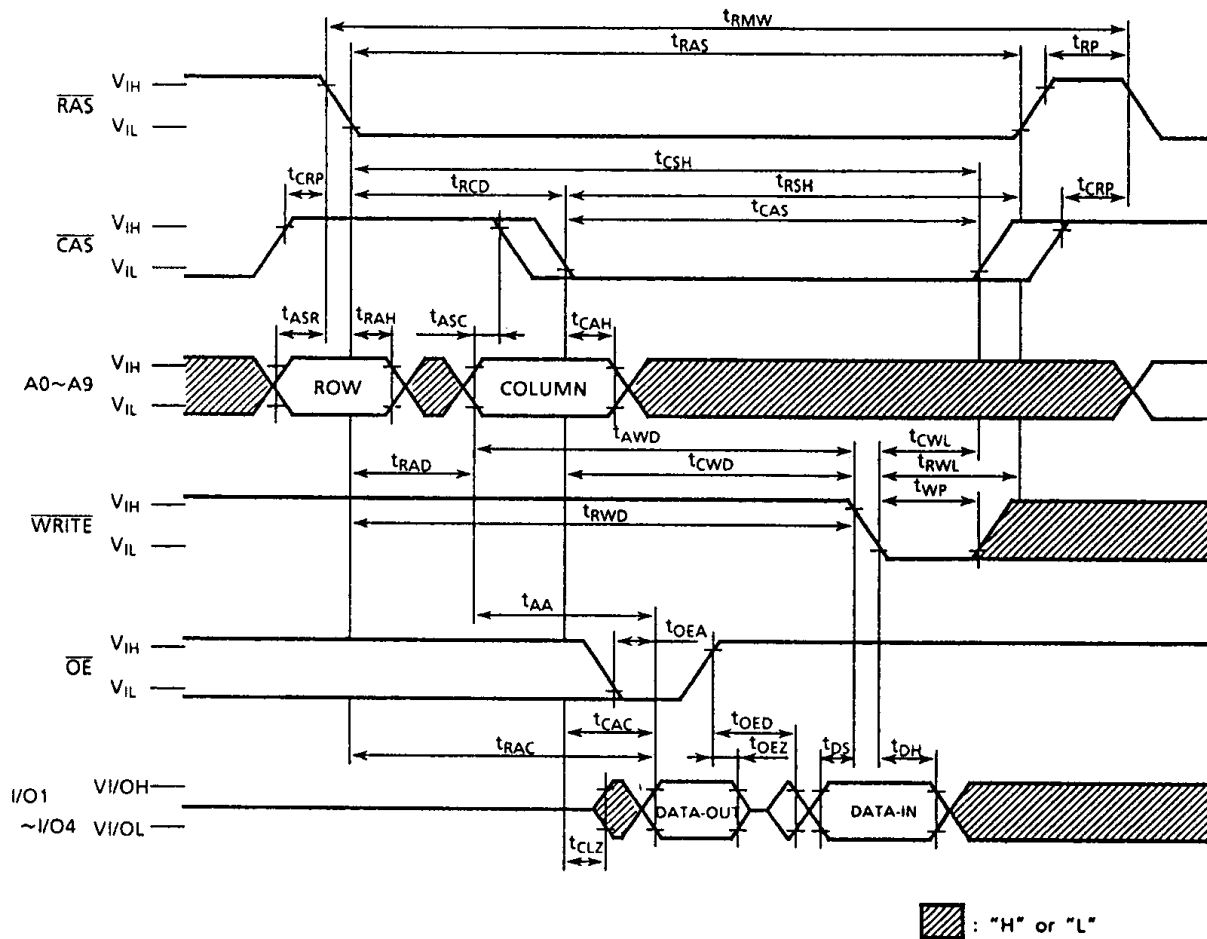 tRMW
tRAS
tRP
VIH
RAS
VIL
tCSH
tCRP
tRCD
tRSH
tCRP
tCAS
VIH
CAS
VIL
tASR
tRAH
tASC
tCAH
VIH
A0~A9
ROW
COLUMN
VIL
tAWD
tCWL
tRAD
tCWD
tRWL
tWP
VIH
WRITE
tRWD
VIL
tAA
tOEA
VIH
OE
VIL
tCAC
tOED
tRAC
tOEZ
tDS
tDH
I/O1
VI/OH
DATA-OUT
DATA-IN
~I/O4
VI/OL
tCLZ
: "H" or "L"